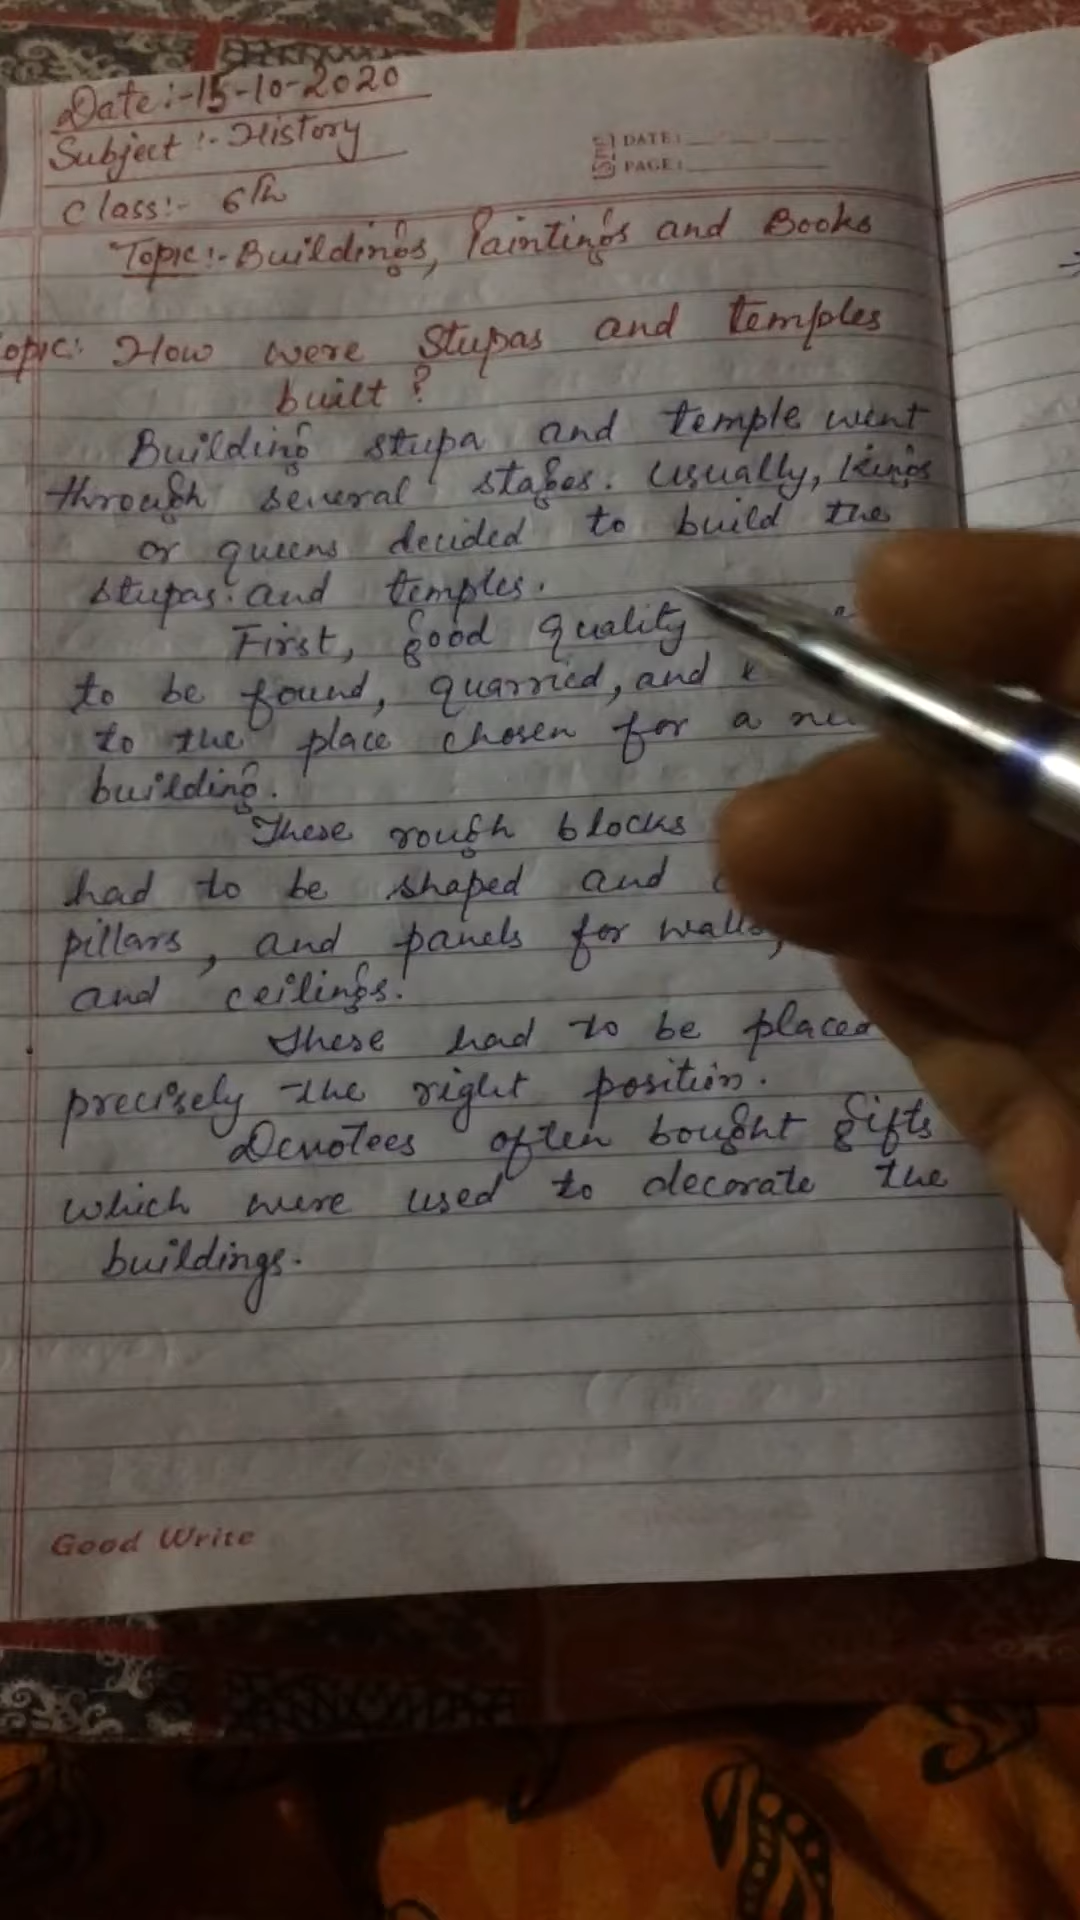 Date:-15-10-2020
Subject:-History
DATE:
PAGE:
Class:- 6th
Topic:- Buildings, Paintings and Books
opic: How were Stupas and temples
built?
Building stupa and temple went
through several stages. Usually, kings
or queens decided to build the
stupas and temples.
First, good quality
to be found, quarried, and
to the place chosen for a
building.
These rough blocks
had to be shaped and
pillars, and panels for walls,
and ceilings.
These had to be placed
precisely the right position.
Devotees often bought gifts
which were used to decorate the
buildings.
Good Write